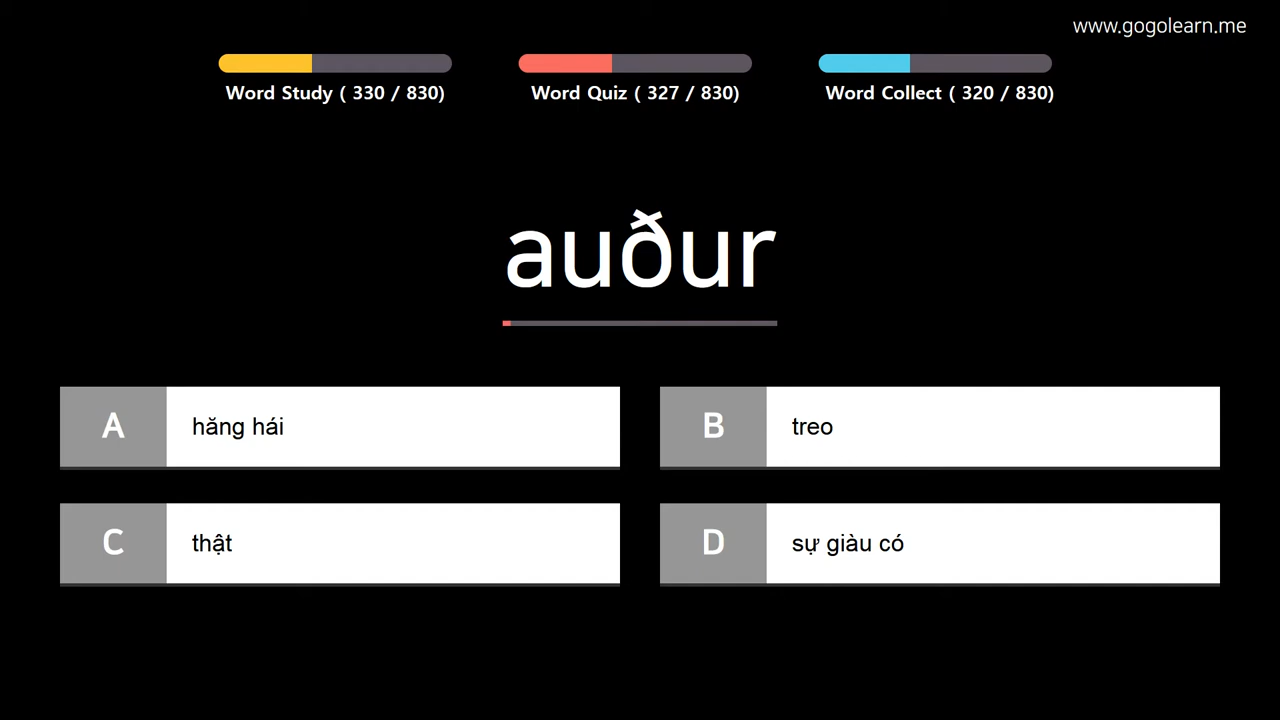 www.gogolearn.me
Word Study ( 330 / 830)
Word Quiz ( 327 / 830)
Word Collect ( 320 / 830)
auður
A hăng hái
B treo
C thật
D sự giàu có